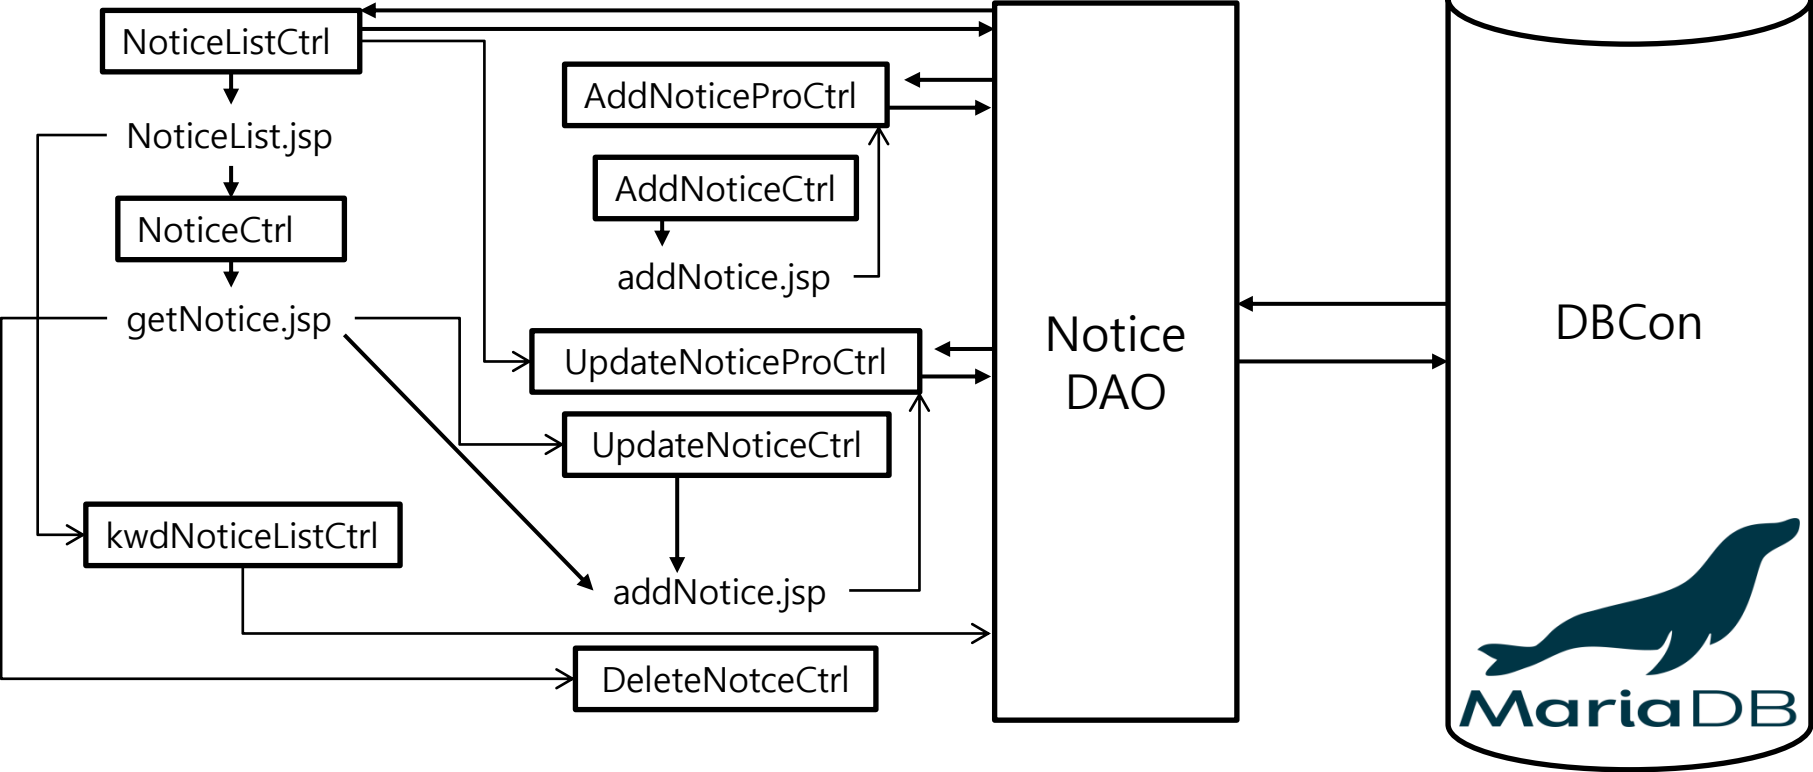 NoticeListCtrl
NoticeList.jsp
NoticeCtrl
getNotice.jsp
kwdNoticeListCtrl
AddNoticeProCtrl
AddNoticeCtrl
addNotice.jsp
UpdateNoticeProCtrl
UpdateNoticeCtrl
addNotice.jsp
DeleteNotceCtrl
Notice
DAO
DBCon
MariaDB